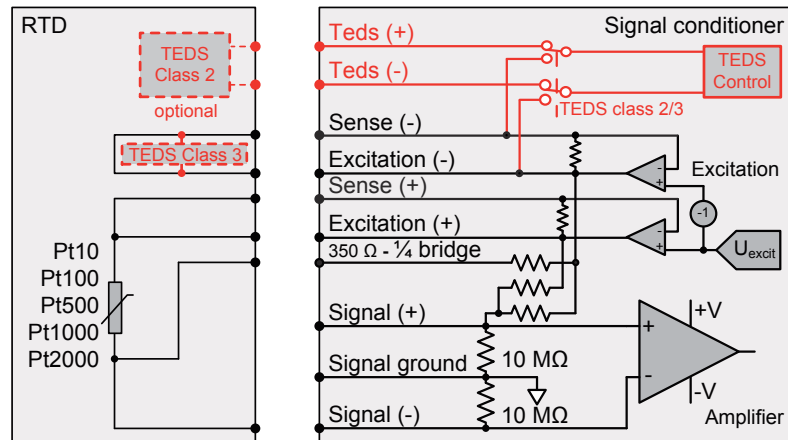 RTD
TEDS
Class 2
optional
TEDS Class 3
Pt10
Pt100
Pt500
Pt1000
Pt2000
Signal conditioner
Teds (+)
Teds (-)
TEDS
Control
TEDS class 2/3
Sense (-)
Excitation (-)
Sense (+)
Excitation (+)
350 Ω - ¼ bridge
Excitation
-
+
-1
-
+
Uexcit
Signal (+)
Signal ground
Signal (-)
10 MΩ
10 MΩ
+V
+
-
-V
Amplifier